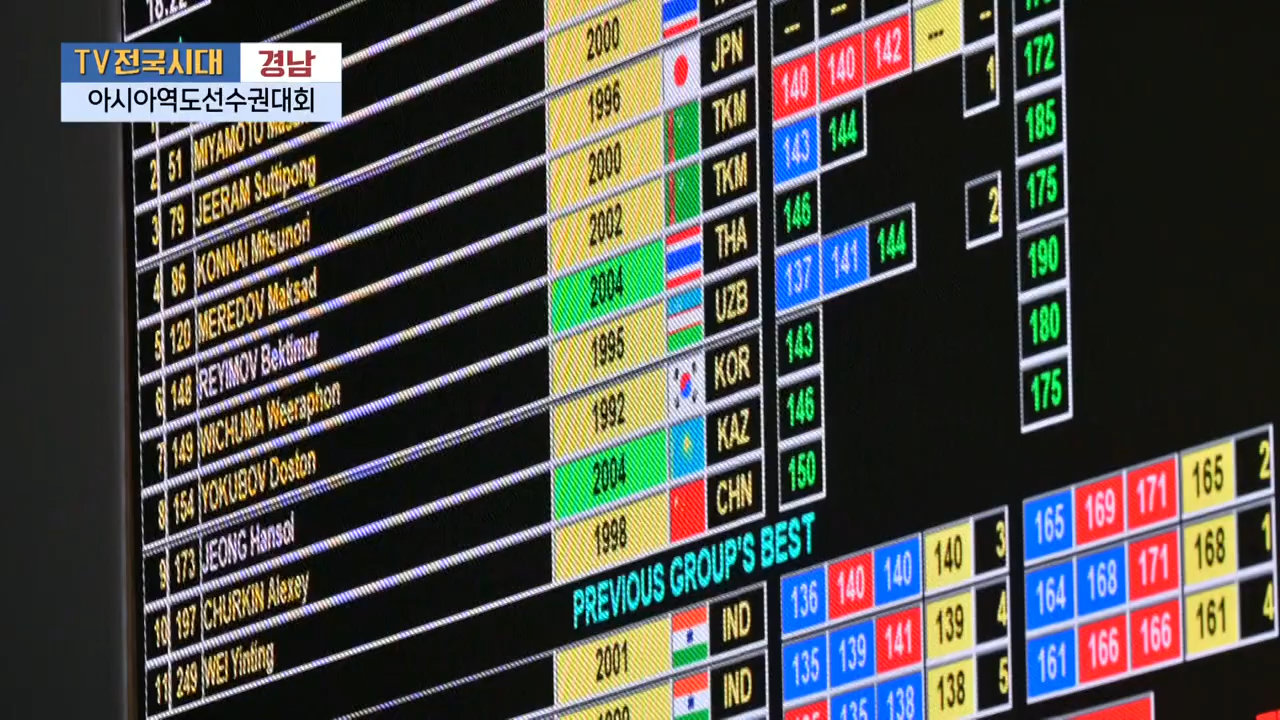 18:22
TV전국시대 경남
아시아역도선수권대회
2 51 MIYAMOTO
3 79 JEERAM Suttipong 2000
4 86 KONNAI Mitsunori 1996 JPN --- ---
5 120 MEREDOV Maksad 2000 TKM 140 140 142 --- --
6 148 REYIMOV Bektimur 2002 TKM 143 144 1 172
7 149 WICHUMA Weeraphon 2004 THA 146 185
8 154 YOKUBOV Doston 1995 UZB 137 141 144 2 175
9 173 JEONG Hansol 1992 KOR 143 190
10 197 CHURKIN Alexey 2004 KAZ 146 180
11 249 WEI Yinting 1998 CHN 150 175
PREVIOUS GROUP'S BEST
2001 IND 136 140 140 140 3 165 169 171 165 2
IND 135 139 141 139 4 164 168 171 168 1
135 138 138 5 161 166 166 161 4